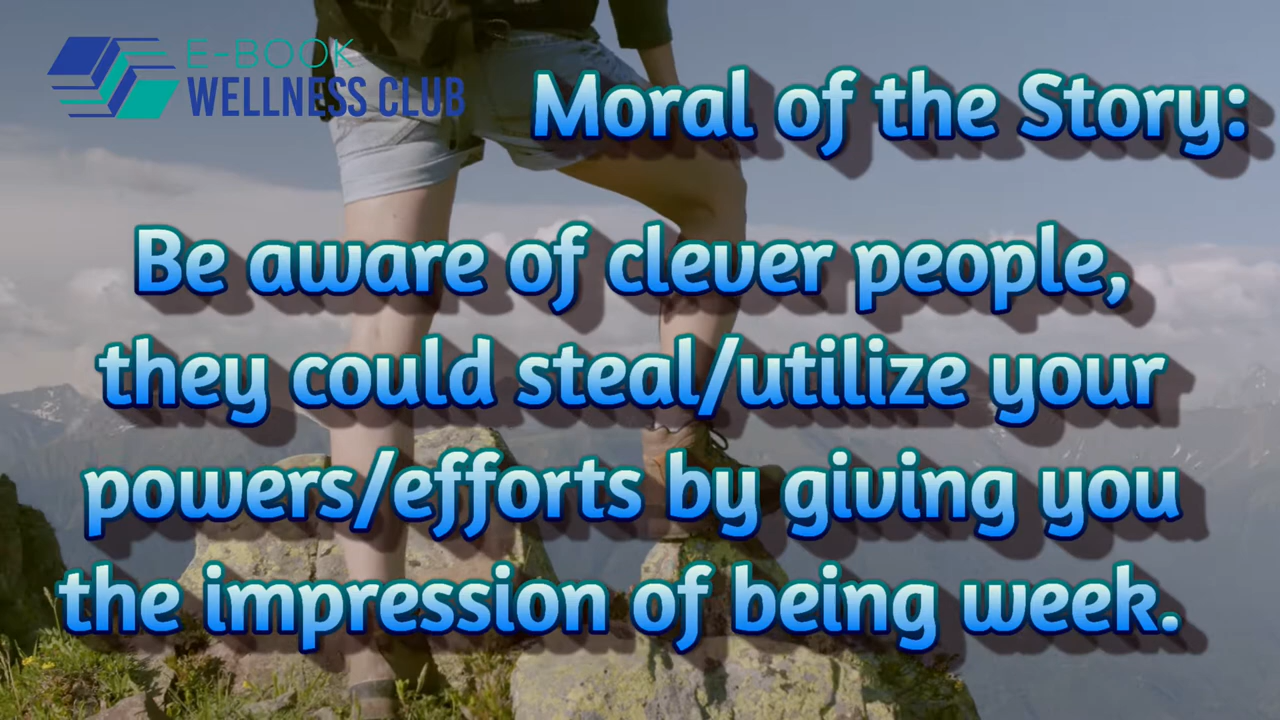 E-BOOK
WELLNESS CLUB
Moral of the Story:
Be aware of clever people,
they could steal/utilize your
powers/efforts by giving you
the impression of being week.